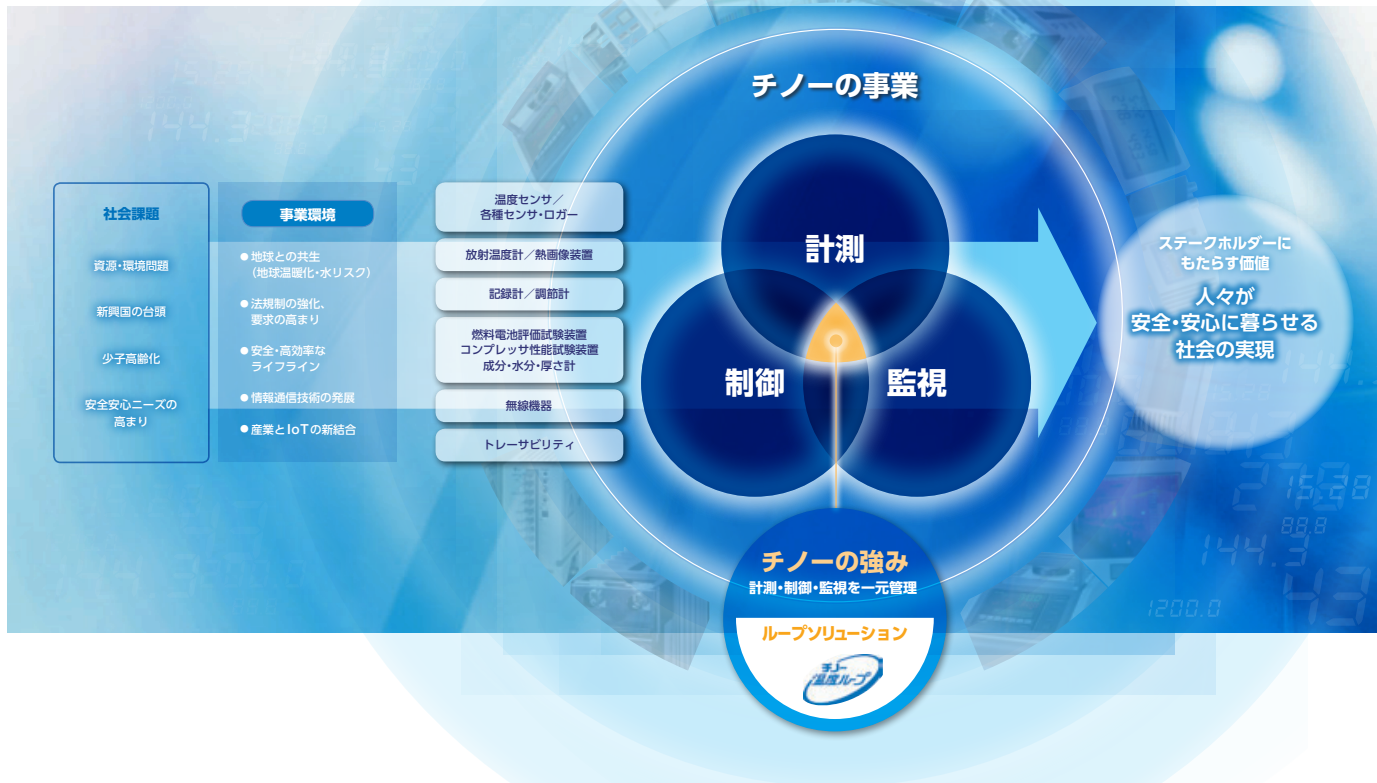 チノーの事業
社会課題
資源・環境問題
新興国の台頭
少子高齢化
安全安心ニーズの
高まり
事業環境
●地球との共生
（地球温暖化・水リスク）
●法規制の強化、
要求の高まり
●安全・高効率な
ライフライン
●情報通信技術の発展
●産業とIoTの新結合
温度センサ／
各種センサ・ロガー
放射温度計／熱画像装置
記録計／調節計
燃料電池評価試験装置
コンプレッサ性能試験装置
成分・水分・厚さ計
無線機器
トレーサビリティ
計測
制御
監視
ステークホルダーに
もたらす価値
人々が
安全・安心に暮らせる
社会の実現
チノーの強み
計測・制御・監視を一元管理
ループソリューション
チノー
温度ループ
144.3
15.28
88.8
144.3
43
1200.0